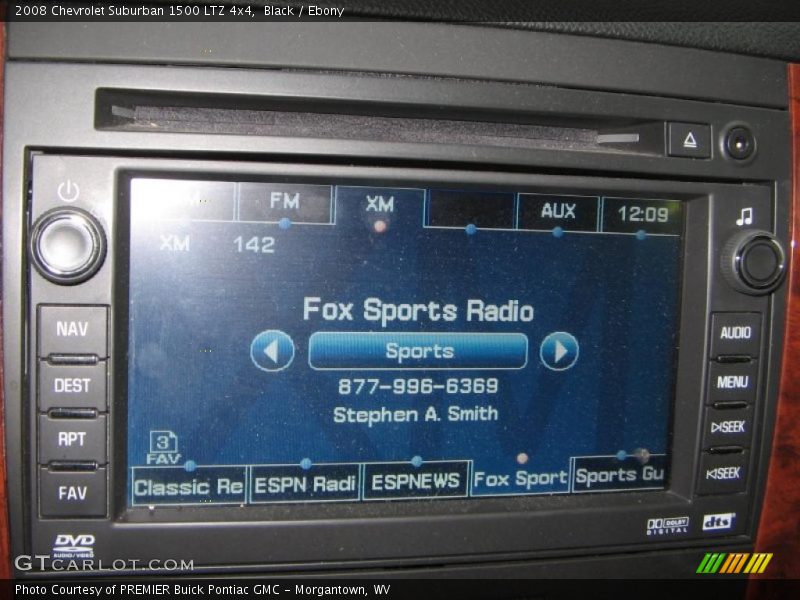 2008 Chevrolet Suburban 1500 LTZ 4x4, Black / Ebony
FM
XM
AUX
12:09
XM 142
Fox Sports Radio
Sports
877-996-6369
Stephen A. Smith
3
FAV
Classic Re
ESPN Radi
ESPNEWS
Fox Sport
Sports Gu
NAV
DEST
RPT
FAV
AUDIO
MENU
SEEK
SEEK
DVD
AUDIO/VIDEO
DOLBY
DIGITAL
dts
GTCARLOT.COM
Photo Courtesy of PREMIER Buick Pontiac GMC - Morgantown, WV